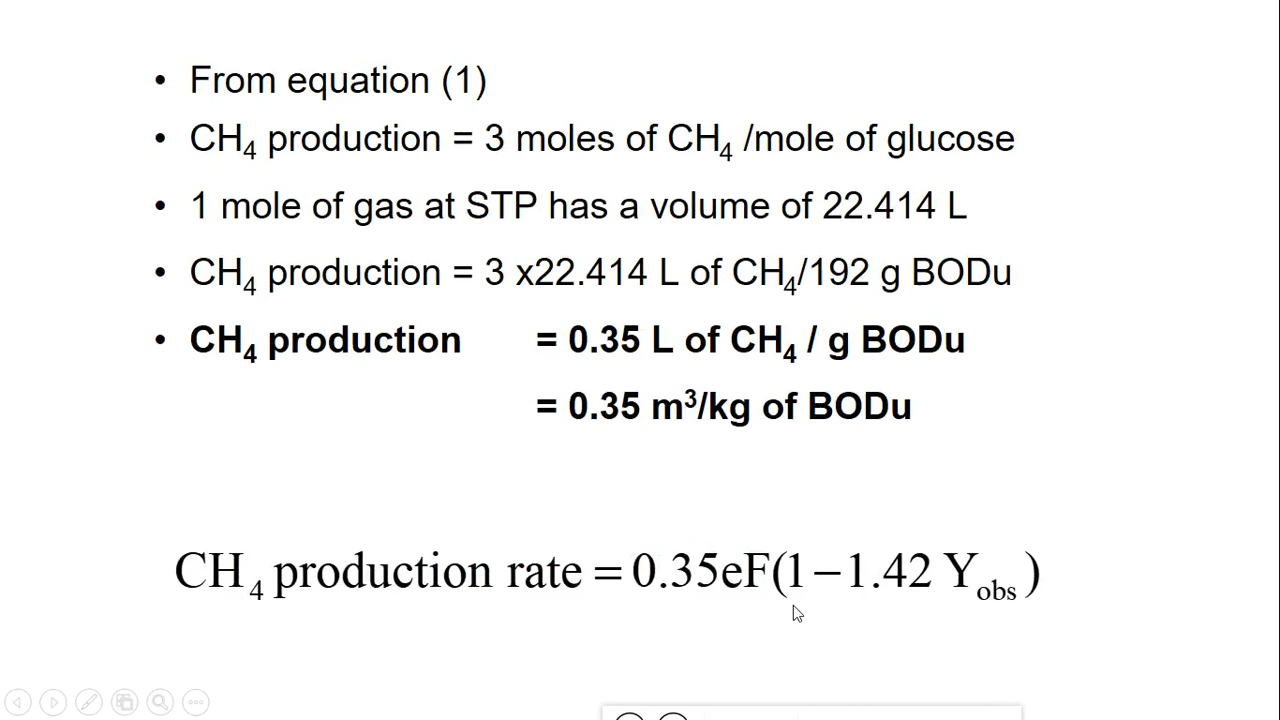 • From equation (1)
• CH4 production = 3 moles of CH4 /mole of glucose
• 1 mole of gas at STP has a volume of 22.414 L
• CH4 production = 3 x22.414 L of CH4/192 g BODu
• CH4 production = 0.35 L of CH4 / g BODu
= 0.35 m³/kg of BODu
CH4 production rate = 0.35eF(1 − 1.42 Yobs)